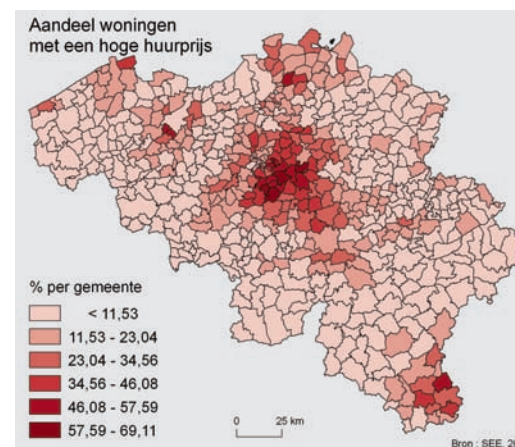 Aandeel woningen
met een hoge huurprijs
% per gemeente
< 11,53
11,53 - 23,04
23,04 - 34,56
34,56 - 46,08
46,08 - 57,59
57,59 - 69,11
0 25 km
Bron : SEE, 20